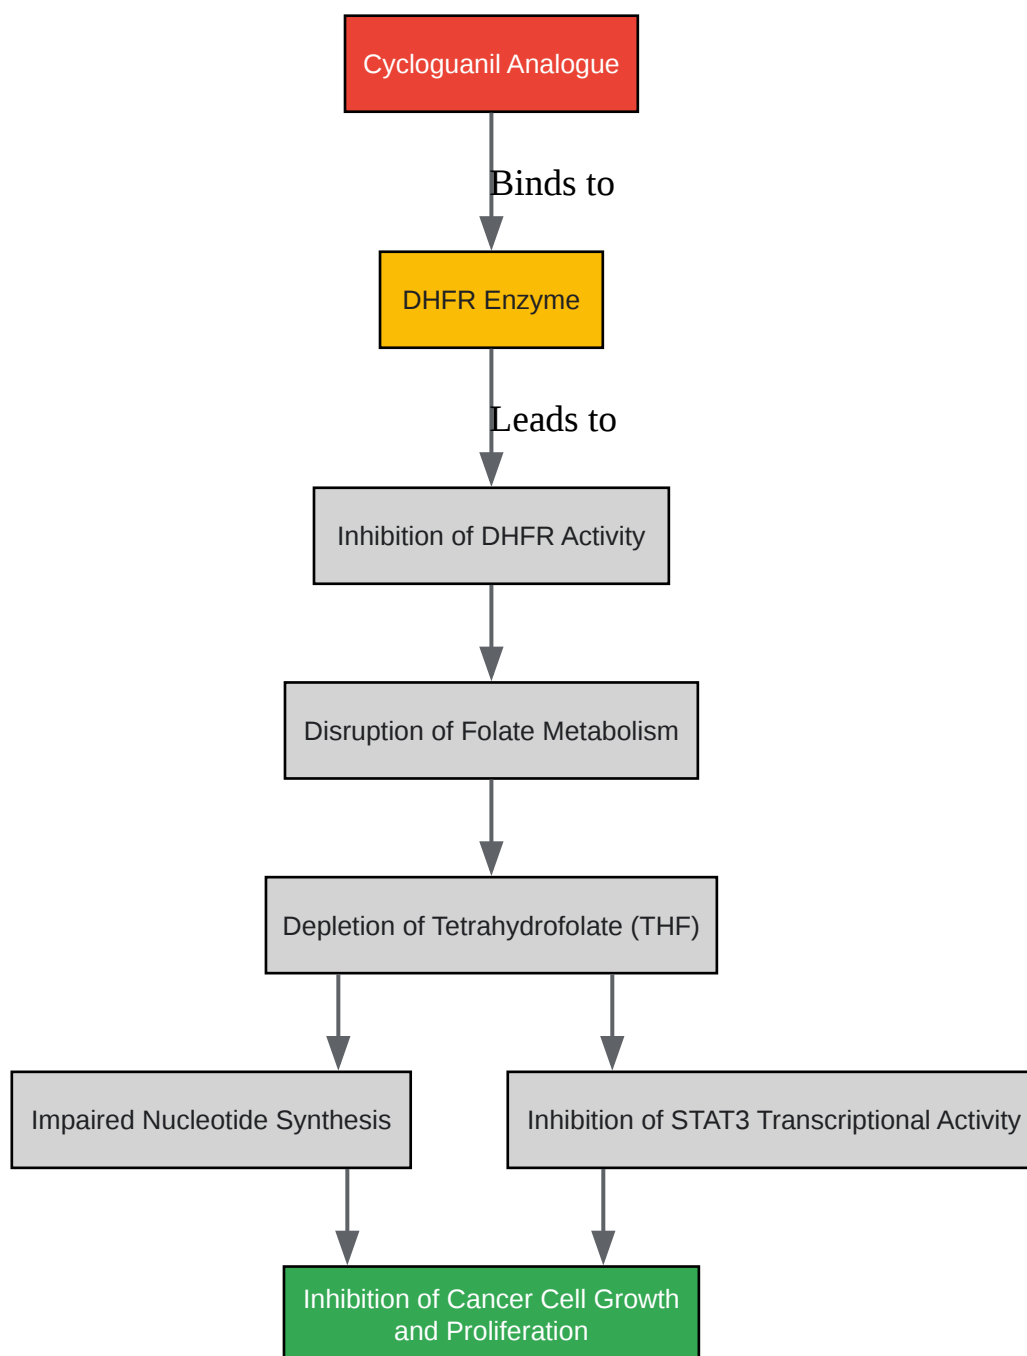 Cycloguanil Analogue
Binds to
DHFR Enzyme
Leads to
Inhibition of DHFR Activity
Disruption of Folate Metabolism
Depletion of Tetrahydrofolate (THF)
Impaired Nucleotide Synthesis
Inhibition of STAT3 Transcriptional Activity
Inhibition of Cancer Cell Growth
and Proliferation